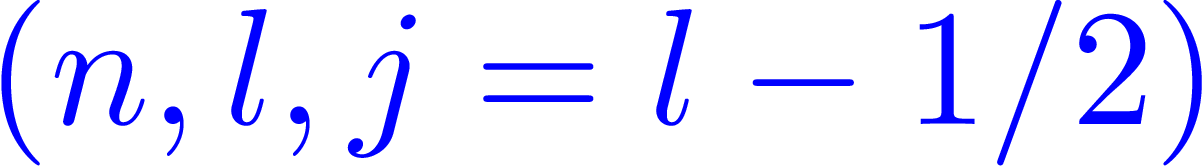 (n, l, j = l − 1/2)